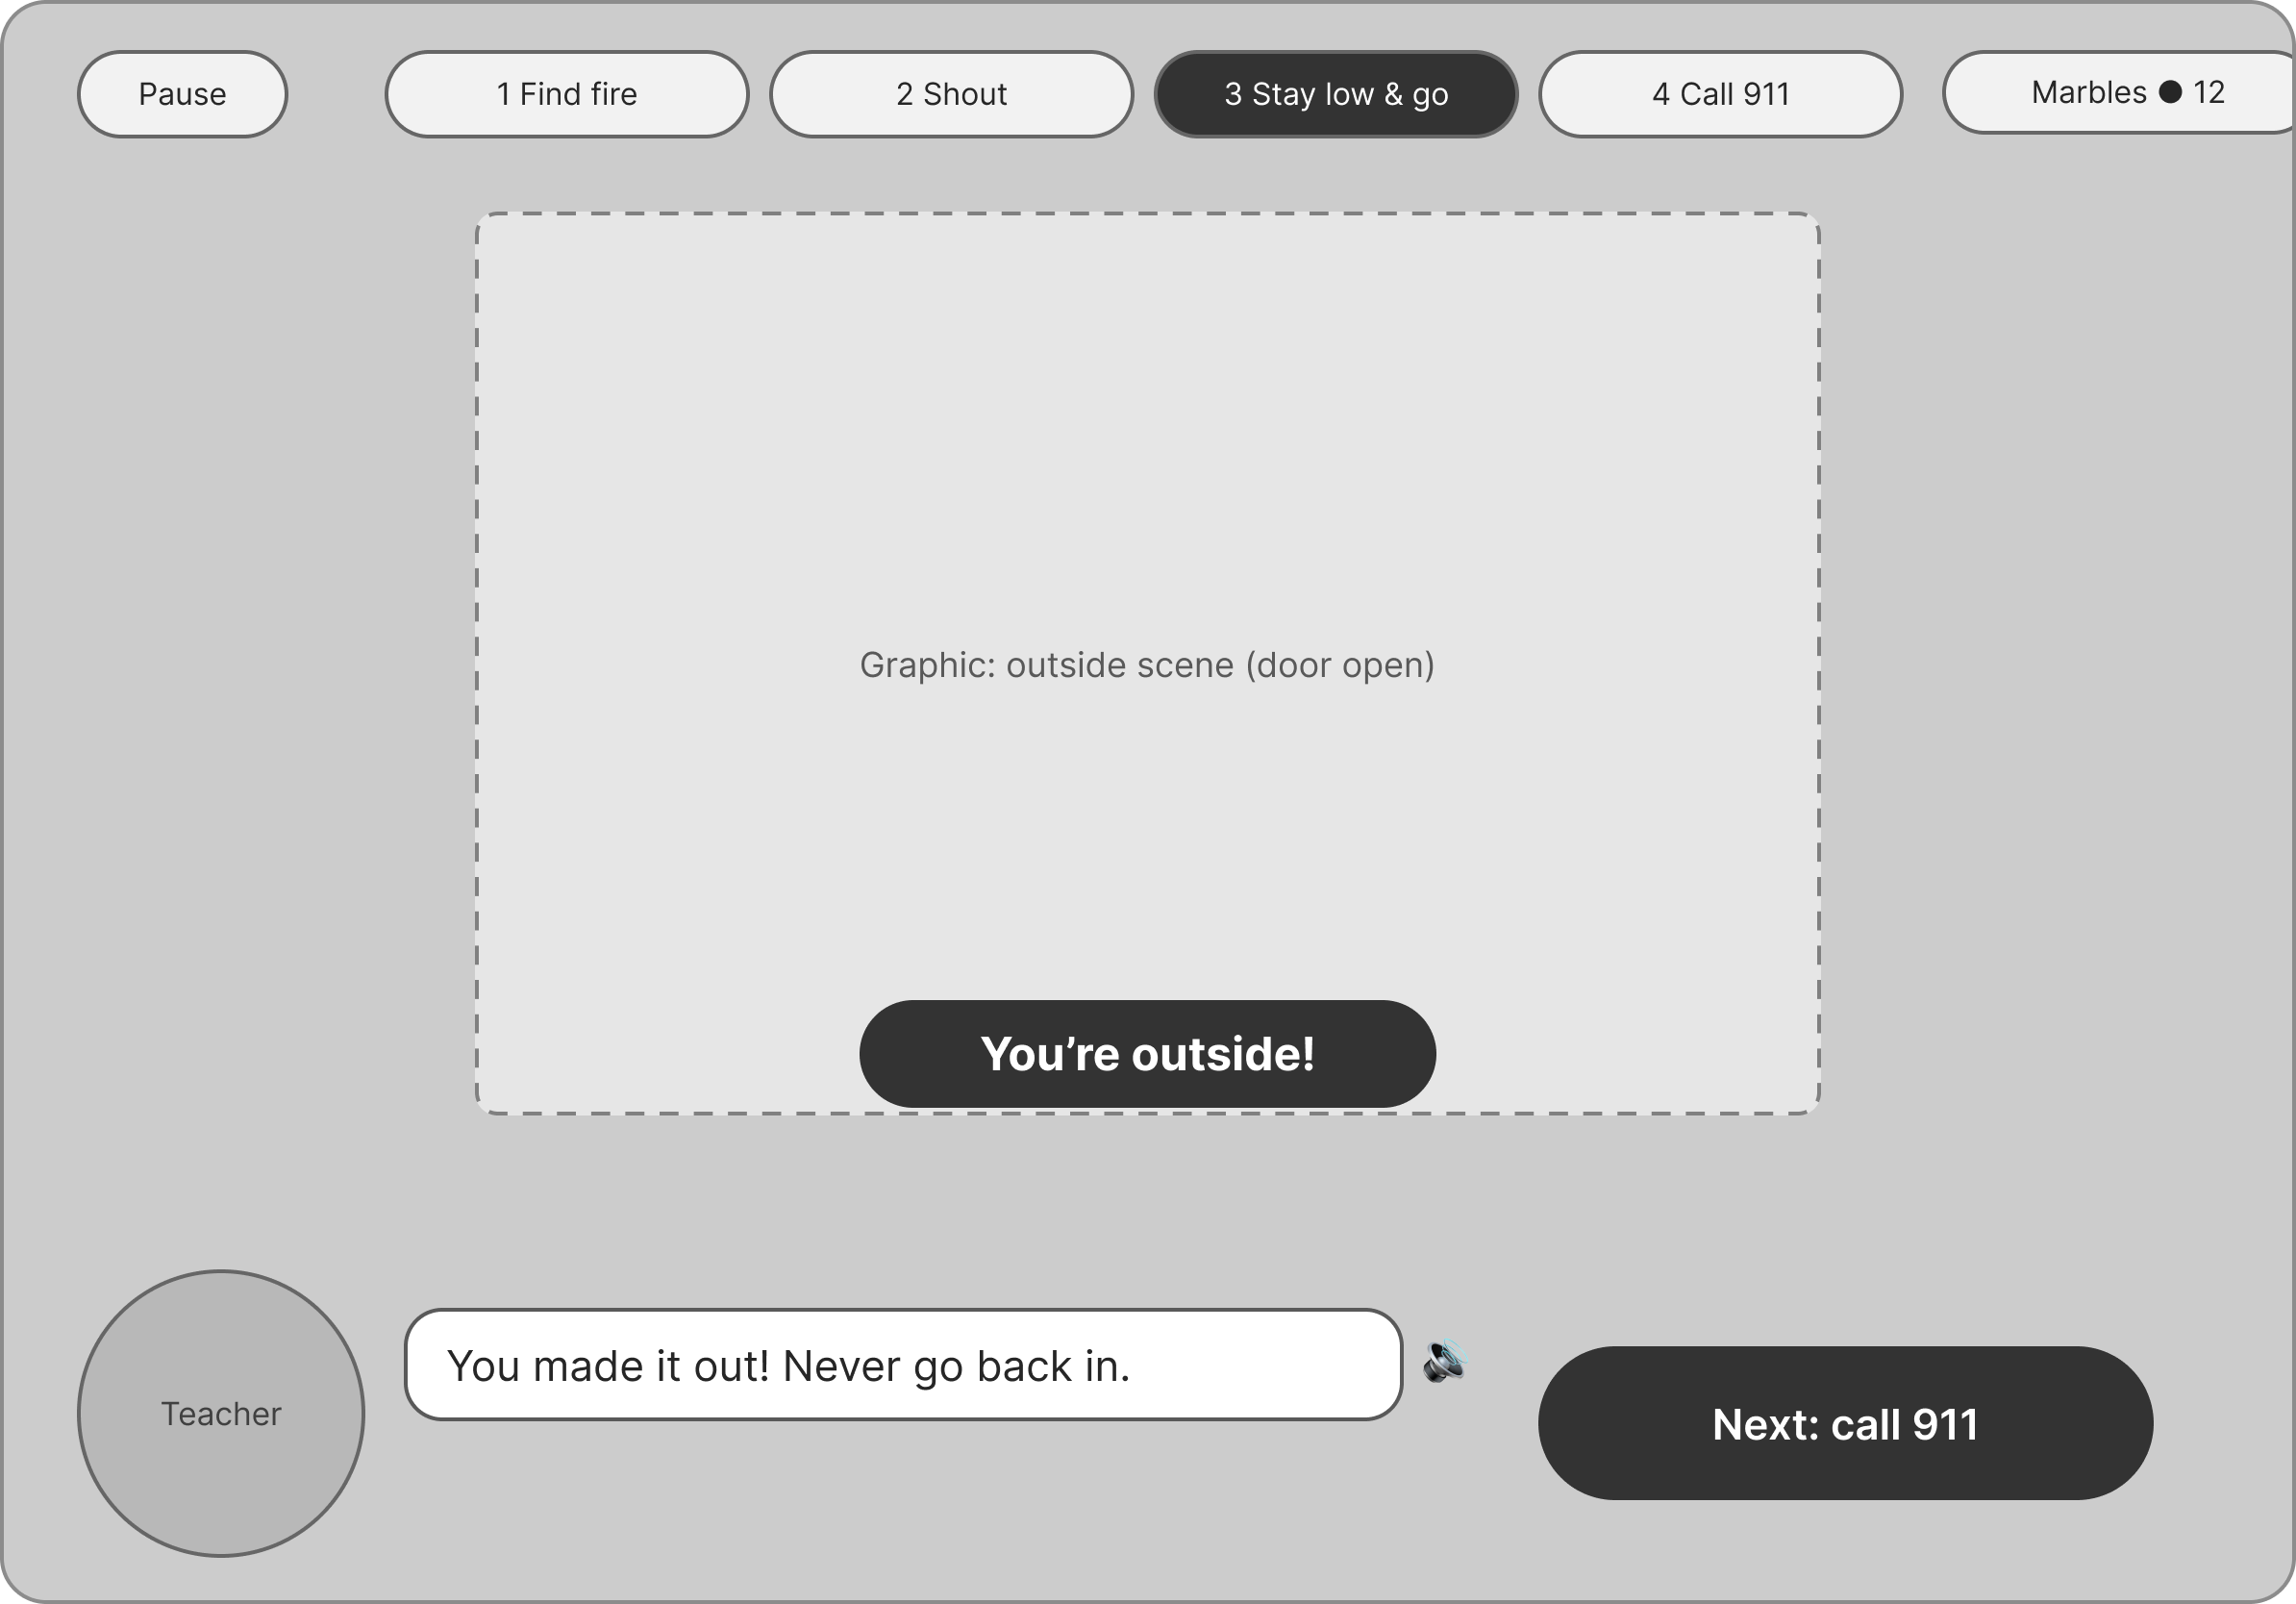 Pause
1 Find fire
2 Shout
3 Stay low & go
4 Call 911
Marbles ● 12
Graphic: outside scene (door open)
You’re outside!
You made it out! Never go back in.
Teacher
Next: call 911